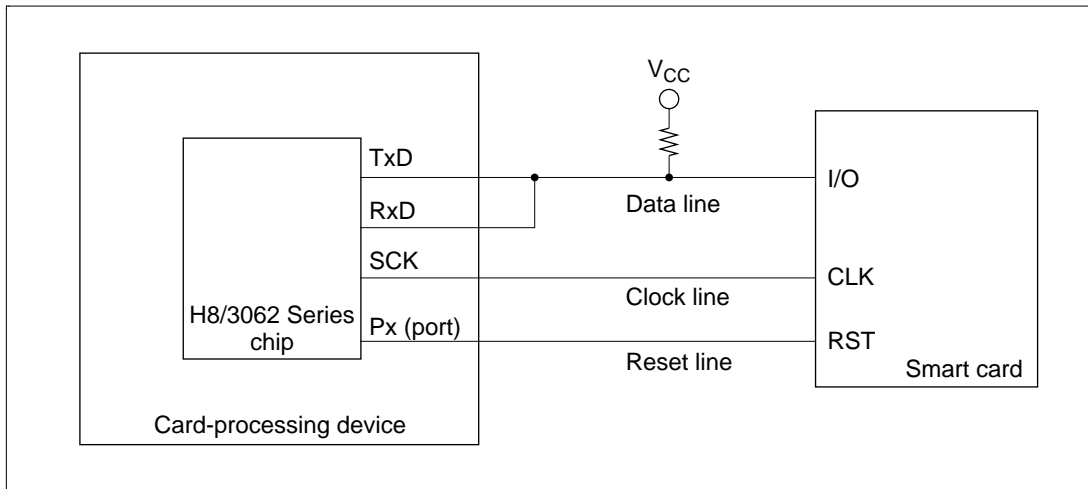 V_CC
TxD
I/O
Data line
RxD
SCK
CLK
Clock line
H8/3062 Series
chip
Px (port)
RST
Reset line
Smart card
Card-processing device